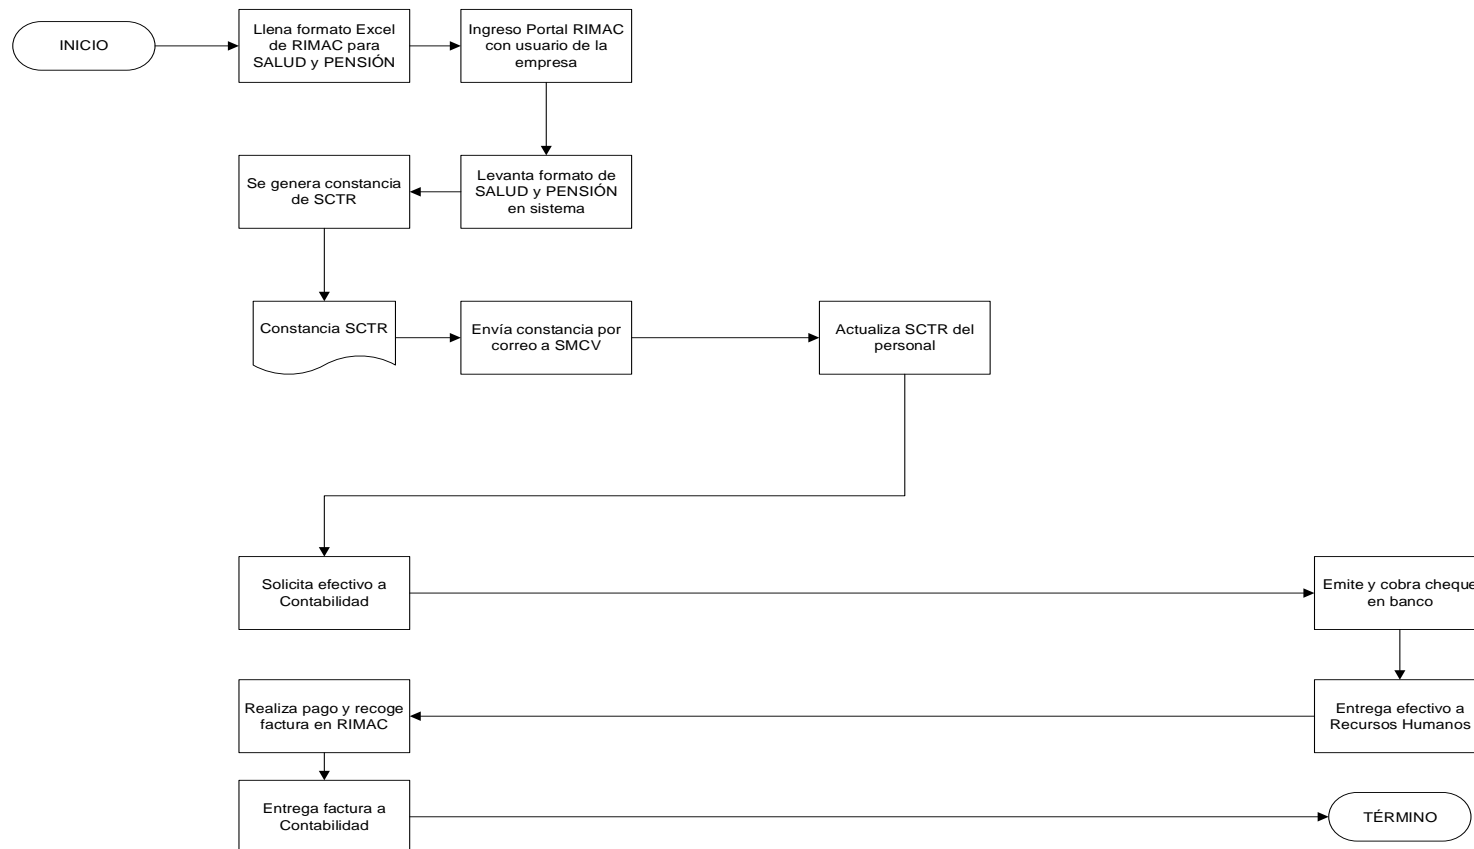 INICIO
Llena formato Excel
de RIMAC para
SALUD y PENSIÓN
Ingreso Portal RIMAC
con usuario de la
empresa
Se genera constancia
de SCTR
Levanta formato de
SALUD y PENSIÓN
en sistema
Constancia SCTR
Envía constancia por
correo a SMCV
Actualiza SCTR del
personal
Solicita efectivo a
Contabilidad
Emite y cobra cheque
en banco
Realiza pago y recoge
factura en RIMAC
Entrega efectivo a
Recursos Humanos
Entrega factura a
Contabilidad
TÉRMINO